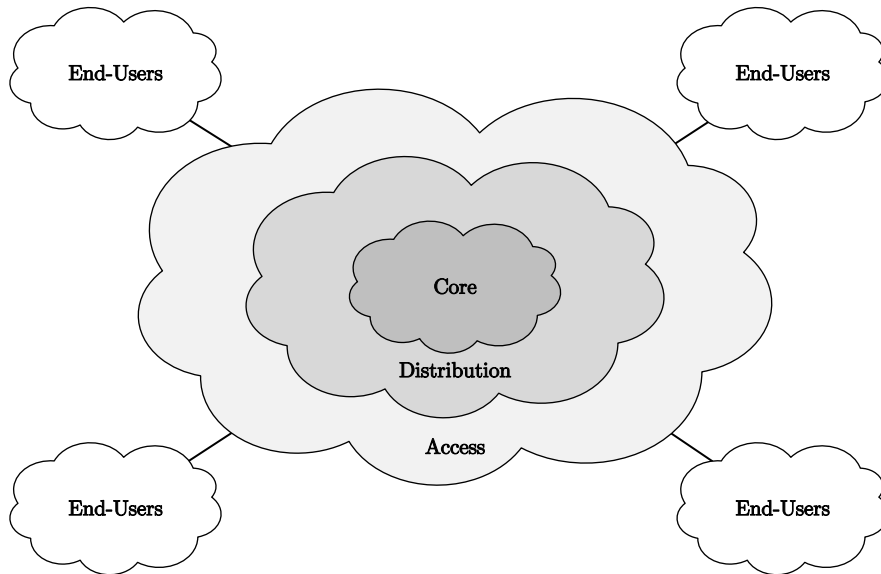 End-Users
End-Users
Core
Distribution
Access
End-Users
End-Users